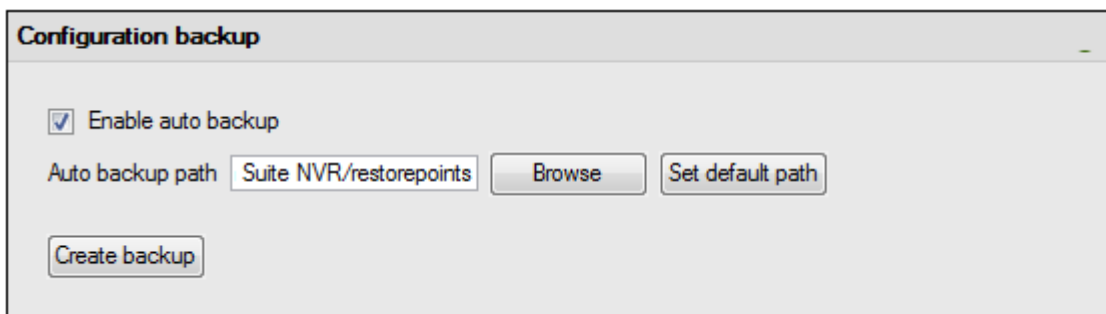 Configuration backup
Enable auto backup
Auto backup path Suite NVR/restorepoints Browse Set default path
Create backup